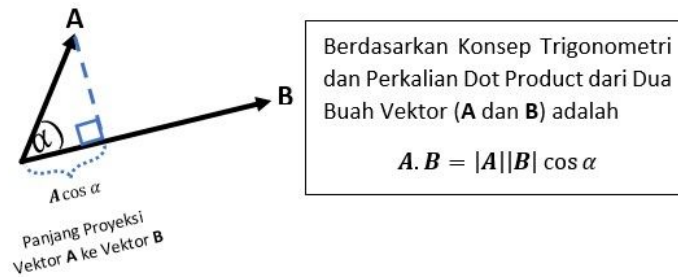 A
B
α
A cos α
Panjang Proyeksi
Vektor A ke Vektor B
Berdasarkan Konsep Trigonometri
dan Perkalian Dot Product dari Dua
Buah Vektor (A dan B) adalah
A. B = |A||B| cos α